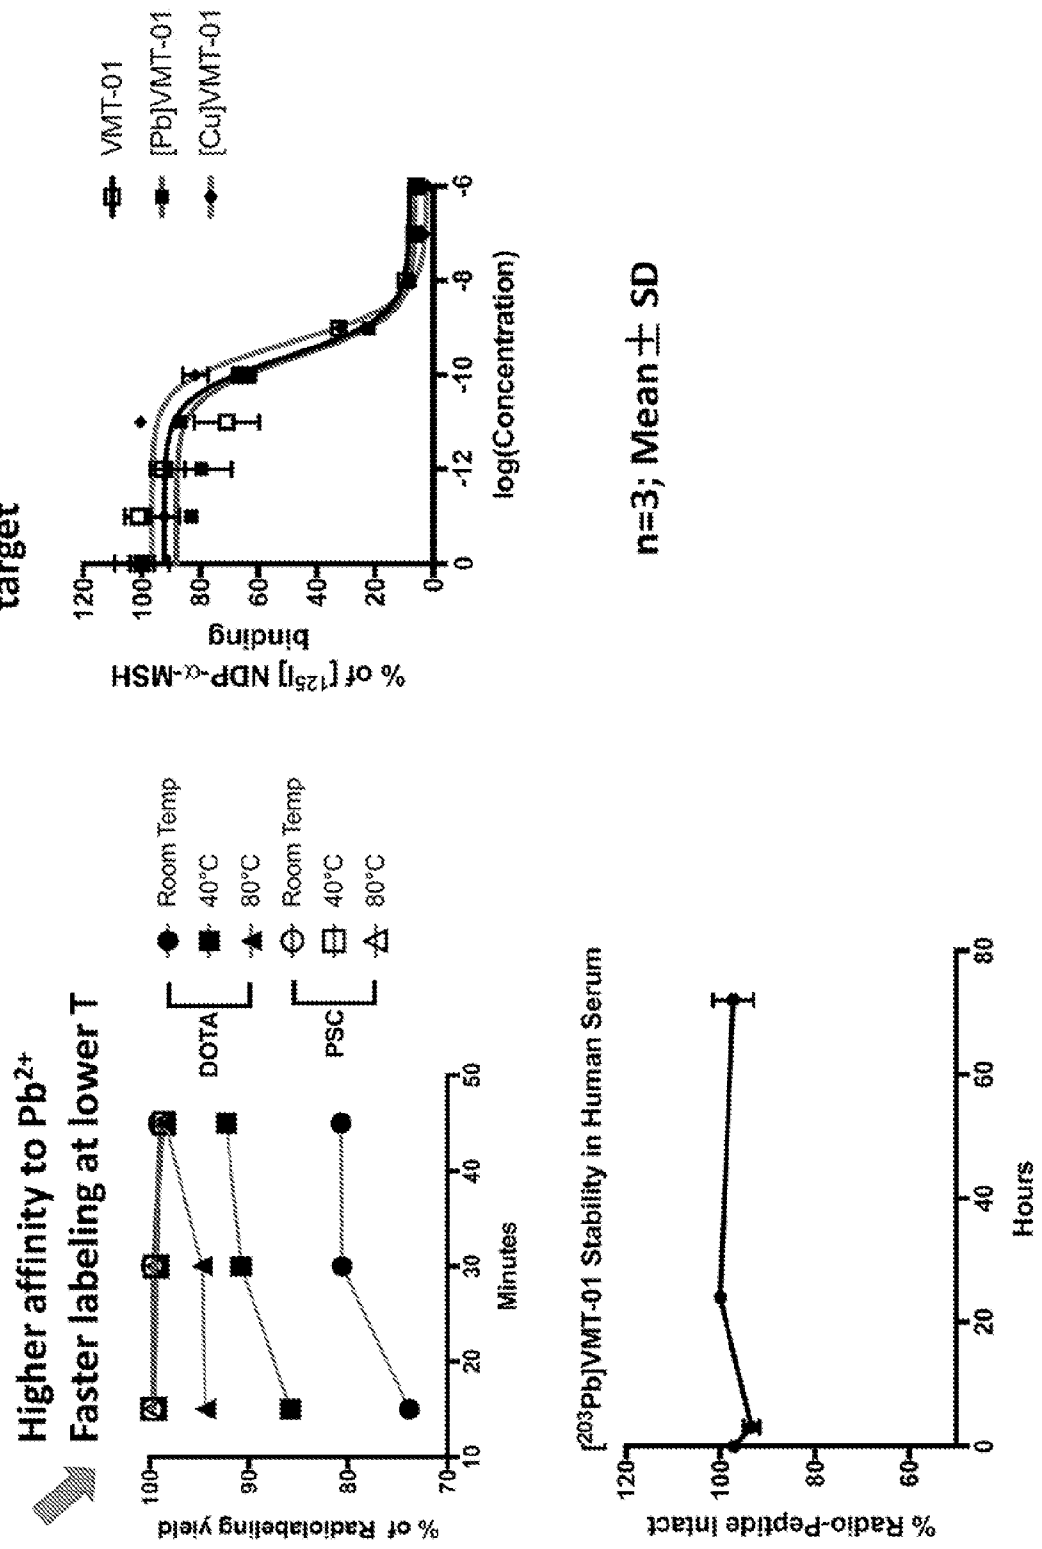 Higher affinity to Pb²⁺
Faster labeling at lower T
% of Radiolabeling yield
100
90
80
70
10
20
30
40
50
Minutes
DOTA
Room Temp
40°C
80°C
PSC
Room Temp
40°C
80°C
target
% of [¹²⁵I] NDP-α-MSH
binding
120
100
80
60
40
20
0
0
-12
-10
-8
-6
log(Concentration)
VMT-01
[Pb]VMT-01
[Cu]VMT-01
[²⁰³Pb]VMT-01 Stability in Human Serum
% Radio-Peptide Intact
120
100
80
60
0
20
40
60
80
Hours
n=3; Mean ± SD